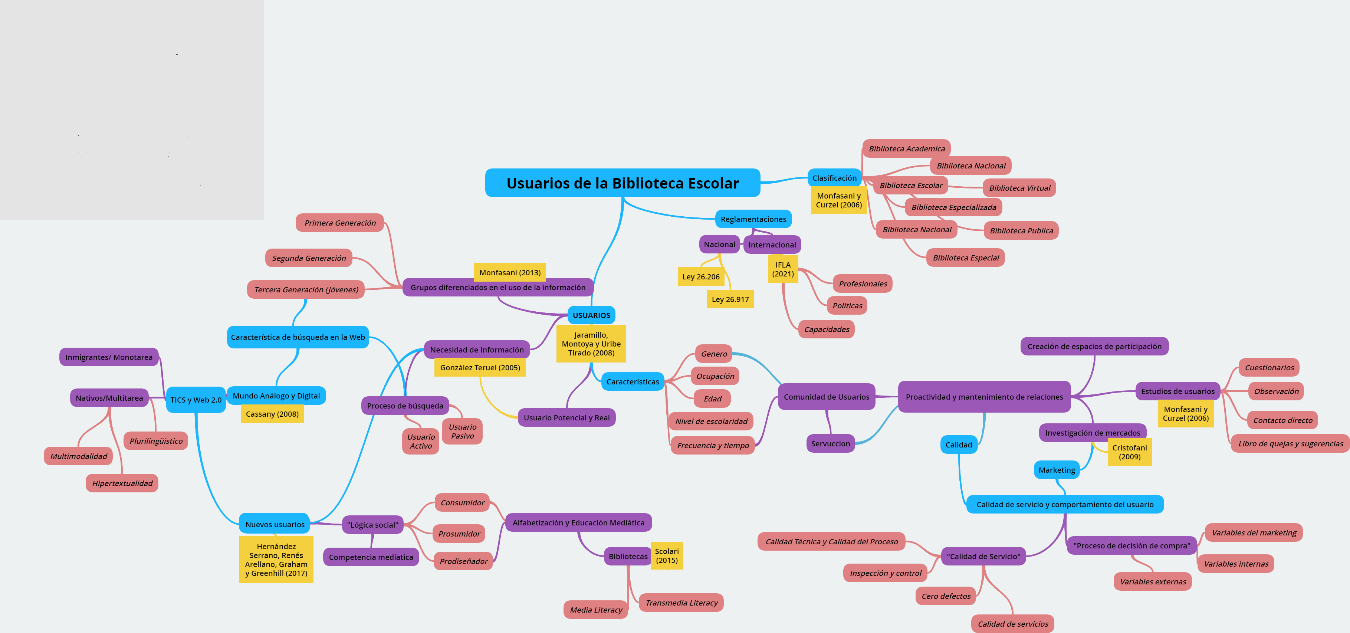 Usuarios de la Biblioteca Escolar
Clasificación
Monfasani y
Curzel (2006)
Biblioteca Academica
Biblioteca Nacional
Biblioteca Escolar
Biblioteca Virtual
Biblioteca Especializada
Biblioteca Nacional
Biblioteca Publica
Biblioteca Especial
Reglamentaciones
Nacional
Internacional
Ley 26.206
Ley 26.917
IFLA
(2021)
Profesionales
Politicas
Capacidades
Primera Generación
Segunda Generación
Tercera Generación (Jóvenes)
Monfasani (2013)
Grupos diferenciados en el uso de la información
USUARIOS
Jaramillo,
Montoya y Uribe
Tirado (2008)
Característica de búsqueda en la Web
Necesidad de Información
González Teruel (2005)
Inmigrantes/ Monotarea
Nativos/Multitarea
TICS y Web 2.0
Mundo Análogo y Digital
Cassany (2008)
Proceso de búsqueda
Usuario
Activo
Usuario
Pasivo
Usuario Potencial y Real
Plurilingüistico
Multimodalidad
Hipertextualidad
Características
Genero
Ocupación
Edad
Nivel de escolaridad
Frecuencia y tiempo
Comunidad de Usuarios
Servuccion
Proactividad y mantenimiento de relaciones
Creación de espacios de participación
Estudios de usuarios
Monfasani y
Curzel (2006)
Cuestionarios
Observación
Contacto directo
Libro de quejas y sugerencias
Investigación de mercados
Cristofani
(2009)
Calidad
Marketing
Calidad de servicio y comportamiento del usuario
Nuevos usuarios
Hernández
Serrano, Renés
Arellano, Graham
y Greenhill (2017)
"Lógica social"
Competencia mediatica
Consumidor
Prosumidor
Prodiseñador
Alfabetización y Educación Mediática
Bibliotecas
Scolari
(2015)
Media Literacy
Transmedia Literacy
Calidad Técnica y Calidad del Proceso
"Calidad de Servicio"
Inspección y control
Cero defectos
Calidad de servicios
"Proceso de decisión de compra"
Variables del marketing
Variables internas
Variables externas